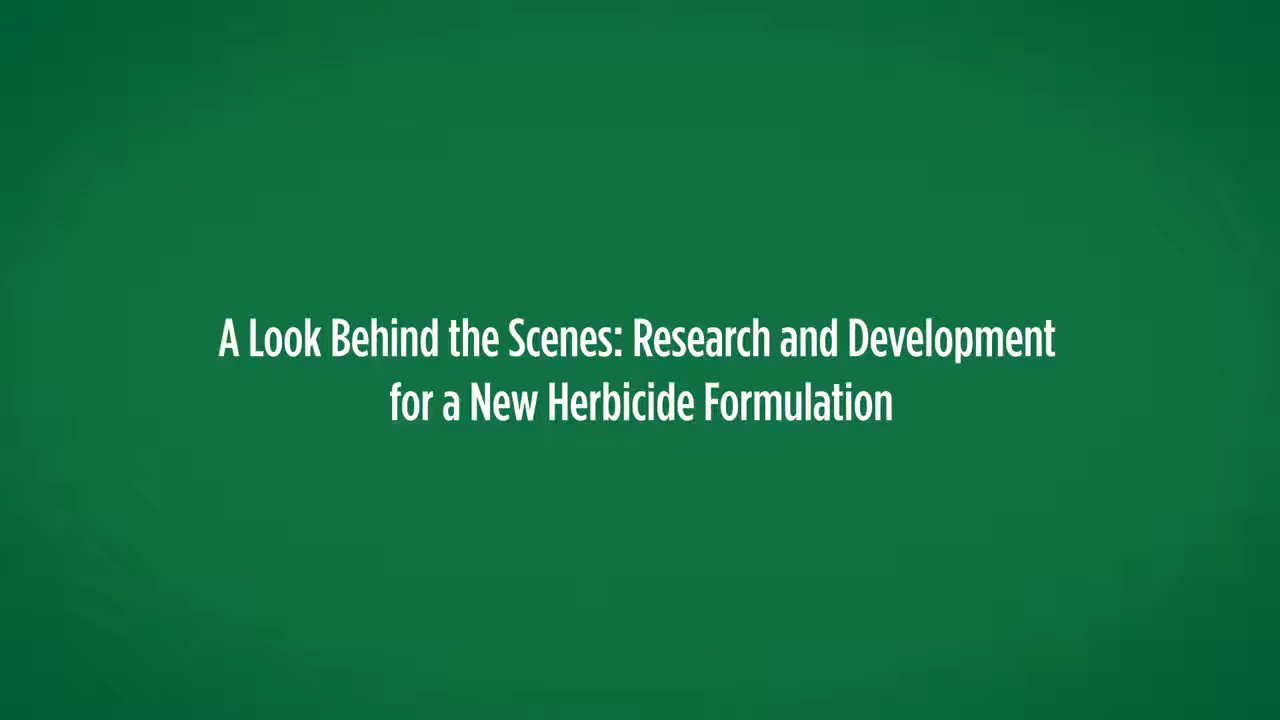 A Look Behind the Scenes: Research and Development
for a New Herbicide Formulation